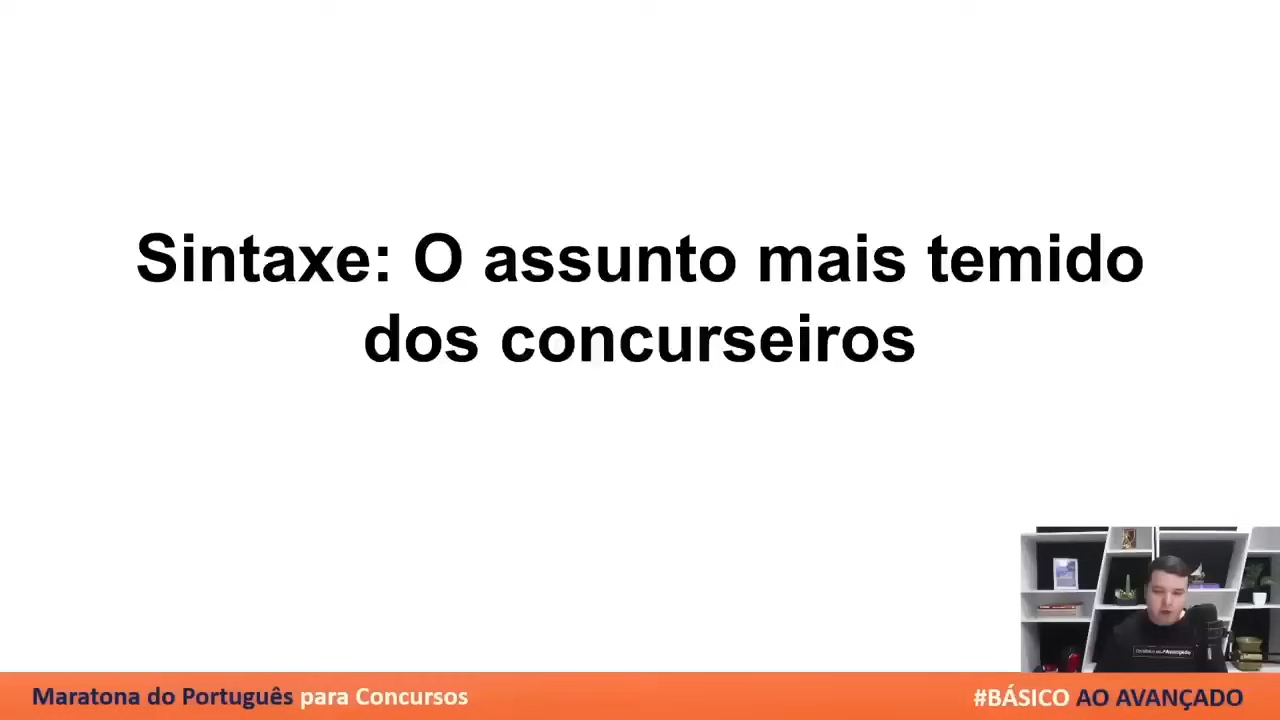 Sintaxe: O assunto mais temido
dos concurseiros
Maratona do Português para Concursos
#BÁSICO AO AVANÇADO